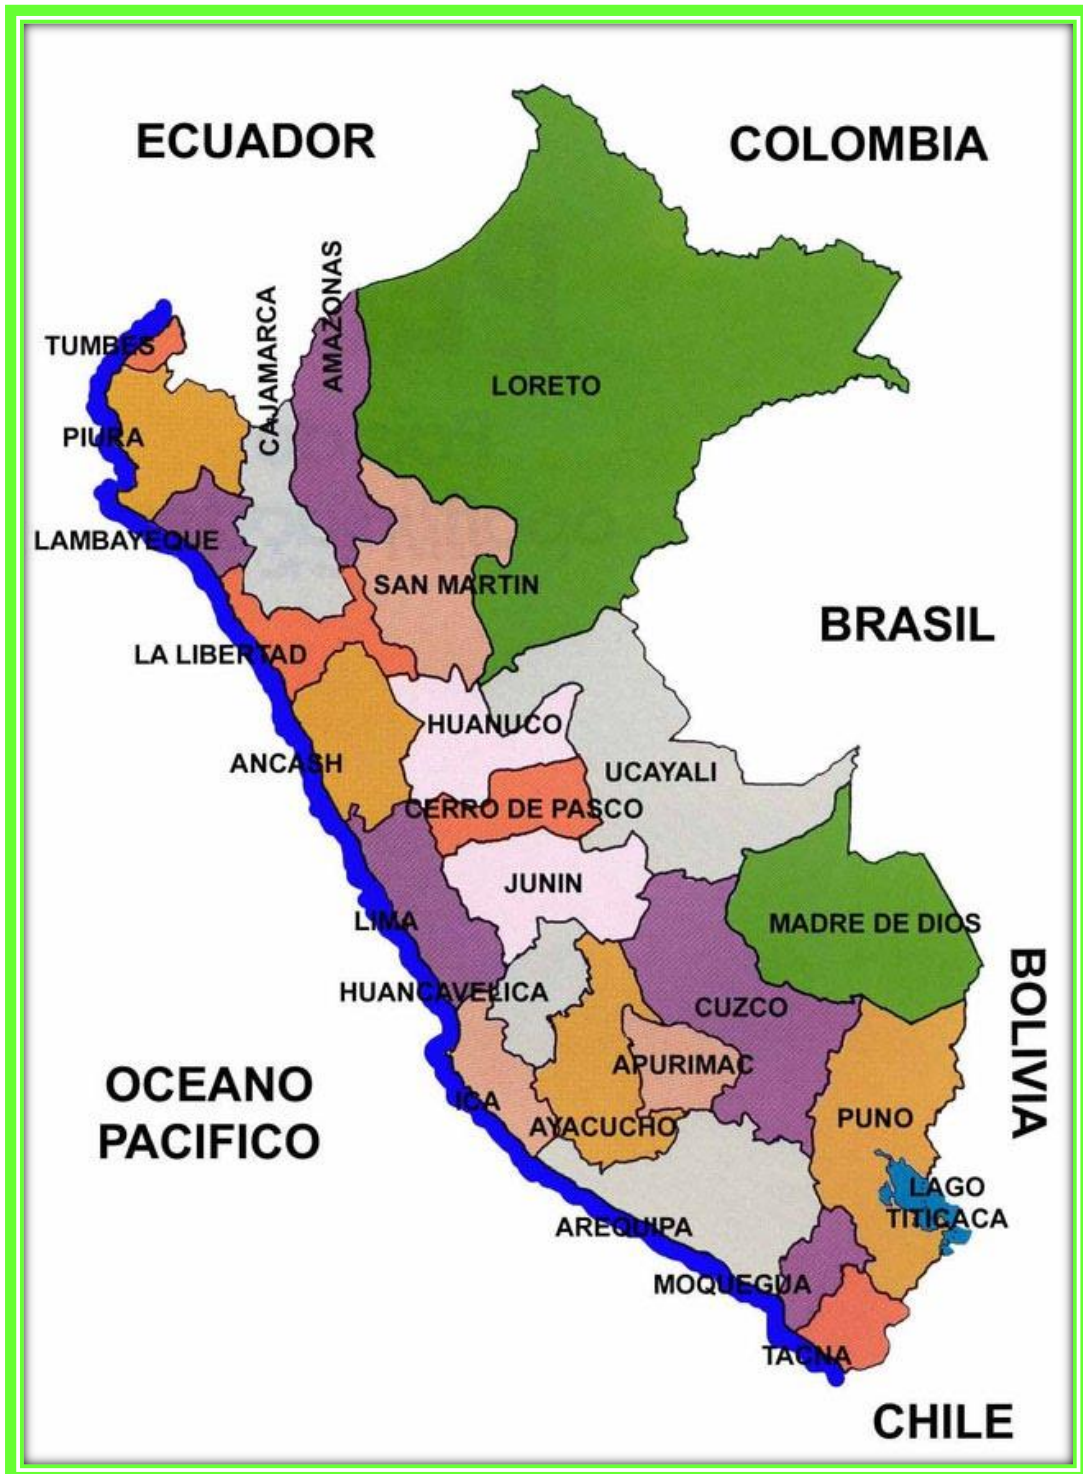 ECUADOR
COLOMBIA
AMAZONAS
CAJAMARCA
TUMBES
LORETO
PIURA
LAMBAYEQUE
SAN MARTIN
BRASIL
LA LIBERTAD
HUANUCO
ANCASH
UCAYALI
CERRO DE PASCO
JUNIN
LIMA
MADRE DE DIOS
HUANCAVELICA
CUZCO
BOLIVIA
APURIMAC
OCEANO
PACIFICO
ICA
AYACUCHO
PUNO
LAGO
TITICACA
AREQUIPA
MOQUEGUA
TACNA
CHILE